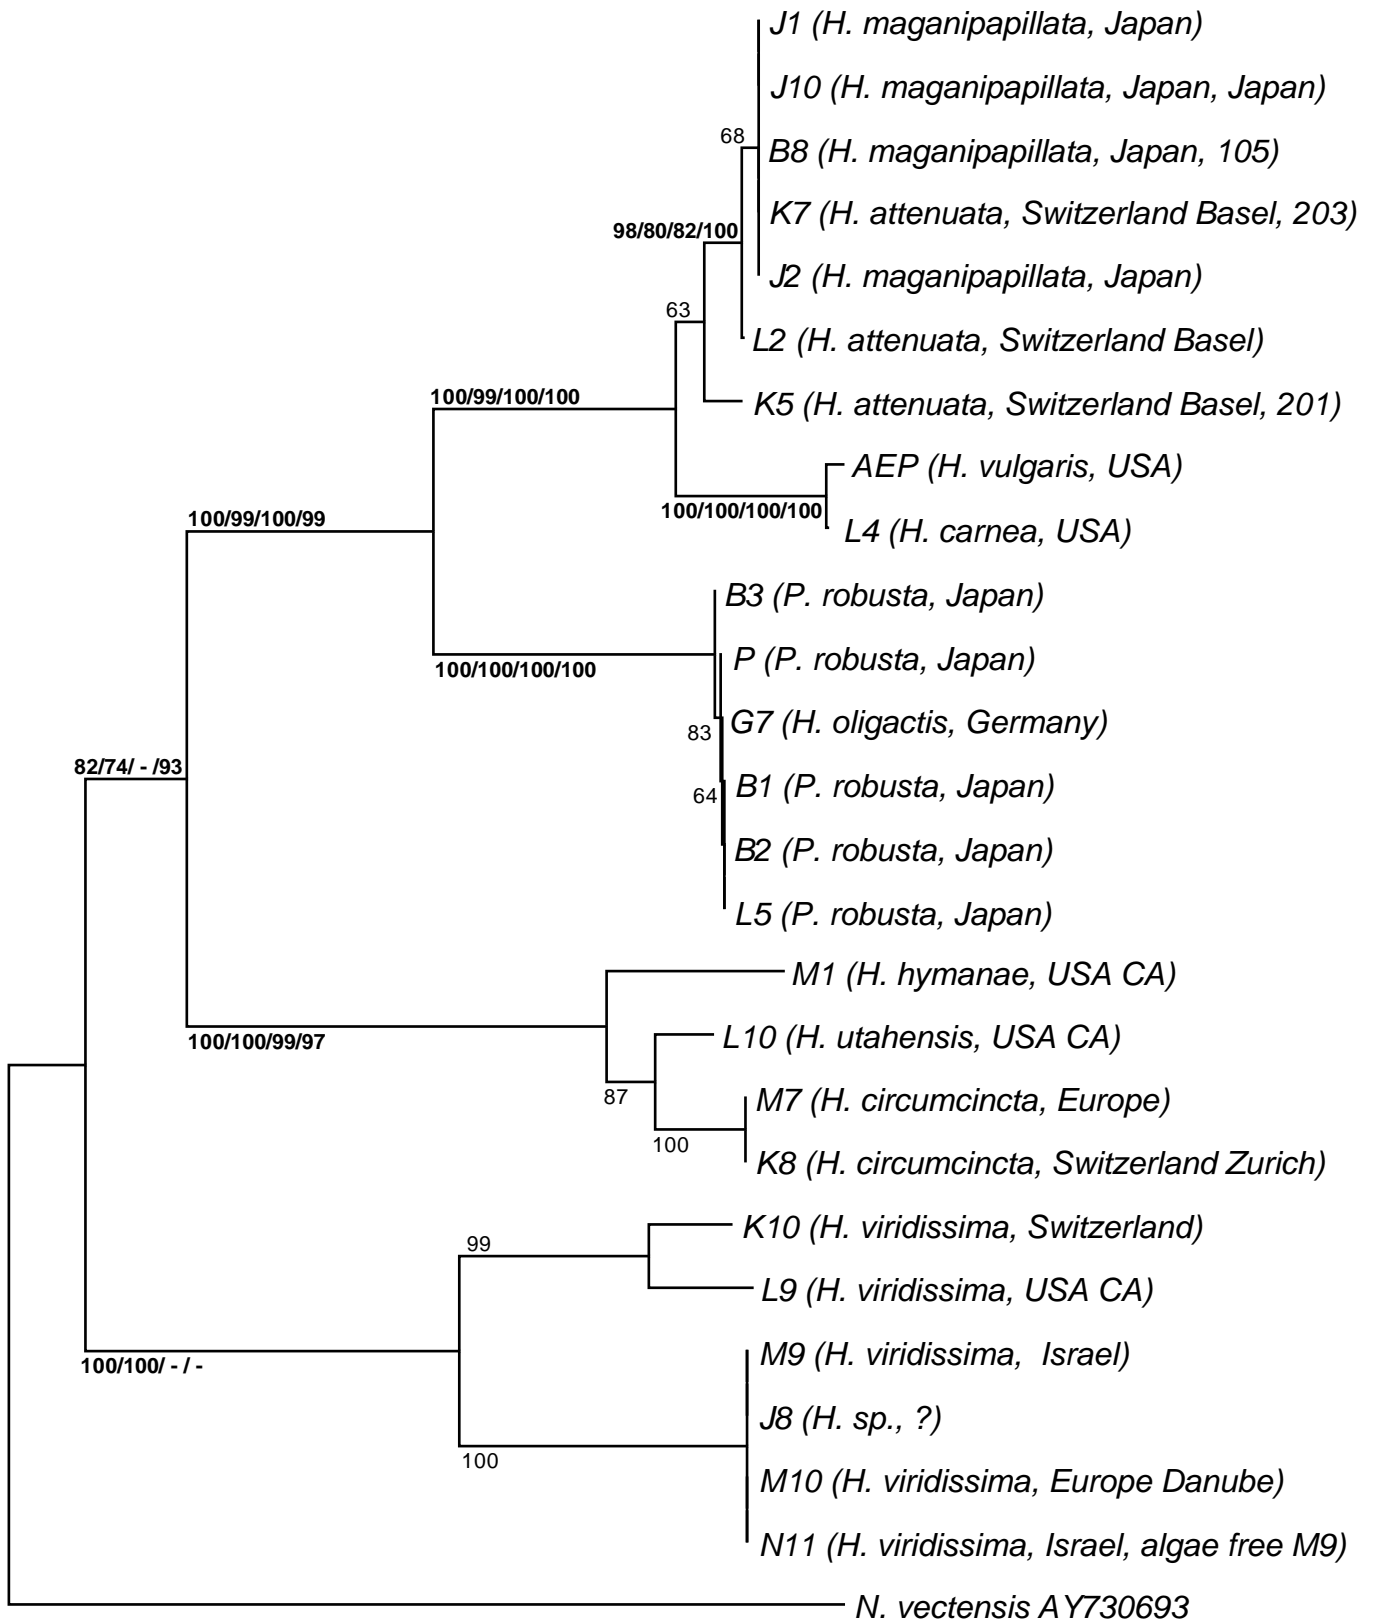 J1 (H. maganipapillata, Japan)
J10 (H. maganipapillata, Japan, Japan)
68
B8 (H. maganipapillata, Japan, 105)
K7 (H. attenuata, Switzerland Basel, 203)
98/80/82/100
J2 (H. maganipapillata, Japan)
63
L2 (H. attenuata, Switzerland Basel)
100/99/100/100
K5 (H. attenuata, Switzerland Basel, 201)
AEP (H. vulgaris, USA)
100/100/100/100
100/99/100/99
L4 (H. carnea, USA)
B3 (P. robusta, Japan)
P (P. robusta, Japan)
100/100/100/100
G7 (H. oligactis, Germany)
83
82/74/ - /93
B1 (P. robusta, Japan)
64
B2 (P. robusta, Japan)
L5 (P. robusta, Japan)
M1 (H. hymanae, USA CA)
L10 (H. utahensis, USA CA)
100/100/99/97
87
M7 (H. circumcincta, Europe)
100
K8 (H. circumcincta, Switzerland Zurich)
K10 (H. viridissima, Switzerland)
99
L9 (H. viridissima, USA CA)
M9 (H. viridissima,  Israel)
100/100/ - / -
J8 (H. sp., ?)
100
M10 (H. viridissima, Europe Danube)
N11 (H. viridissima, Israel, algae free M9)
N. vectensis AY730693